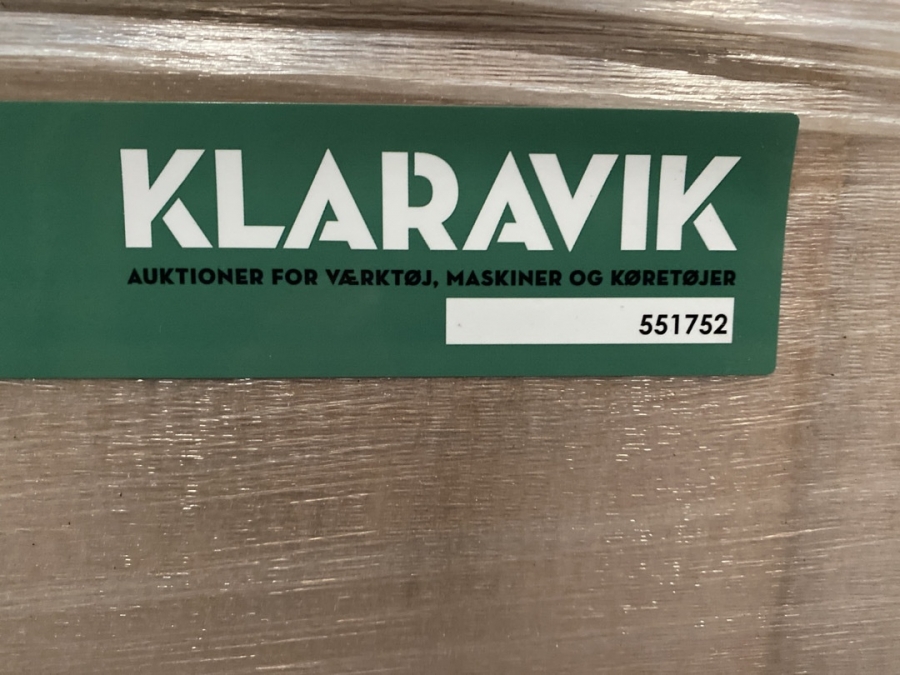 KLARAVIK
AUKTIONER FOR VÆRKTØJ, MASKINER OG KØRETØJER
551752